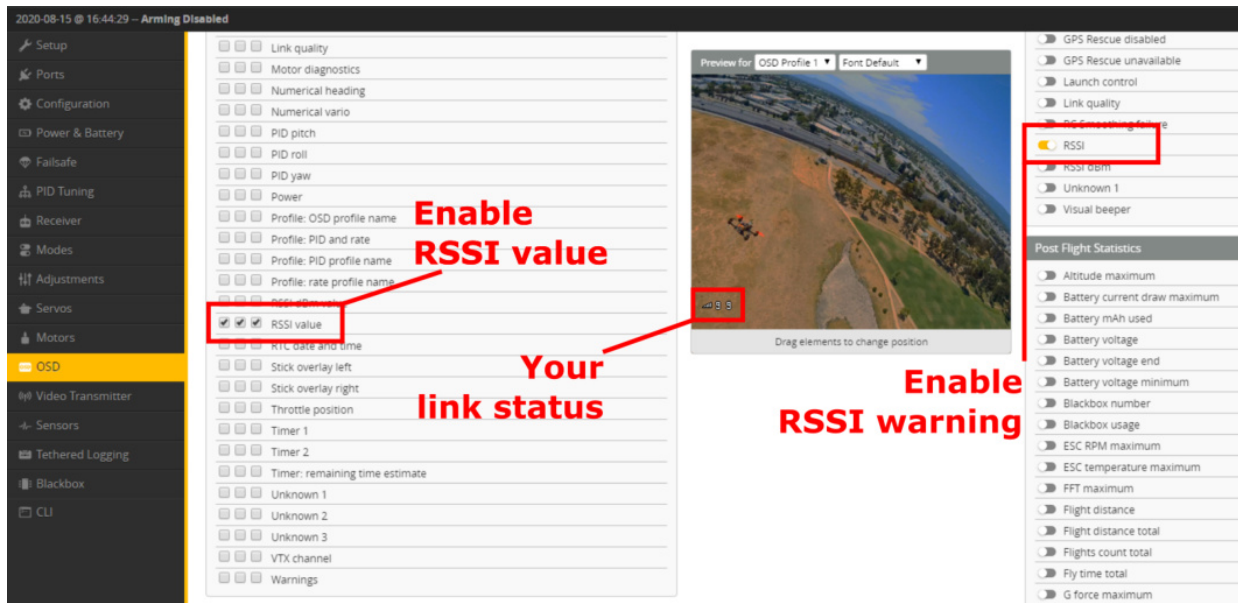 2020-08-15 @ 16:44:29 -- Arming Disabled
Setup
Ports
Configuration
Power & Battery
Failsafe
PID Tuning
Receiver
Modes
Adjustments
Servos
Motors
OSD
Video Transmitter
Sensors
Tethered Logging
Blackbox
CLI
Link quality
Motor diagnostics
Numerical heading
Numerical vario
PID pitch
PID roll
PID yaw
Power
Profile: OSD profile name
Profile: PID and rate
Profile: PID profile name
Profile: rate profile name
RSSI dBm value
RSSI value
RTC date and time
Stick overlay left
Stick overlay right
Throttle position
Timer 1
Timer 2
Timer: remaining time estimate
Unknown 1
Unknown 2
Unknown 3
VTX channel
Warnings
Enable
RSSI value
Preview for OSD Profile 1 Font Default
99
Drag elements to change position
Your
link status
GPS Rescue disabled
GPS Rescue unavailable
Launch control
Link quality
RC Smoothing failure
RSSI
RSSI dBm
Unknown 1
Visual beeper
Enable
RSSI warning
Post Flight Statistics
Altitude maximum
Battery current draw maximum
Battery mAh used
Battery voltage
Battery voltage end
Battery voltage minimum
Blackbox number
Blackbox usage
ESC RPM maximum
ESC temperature maximum
FFT maximum
Flight distance
Flight distance total
Flights count total
Fly time total
G force maximum